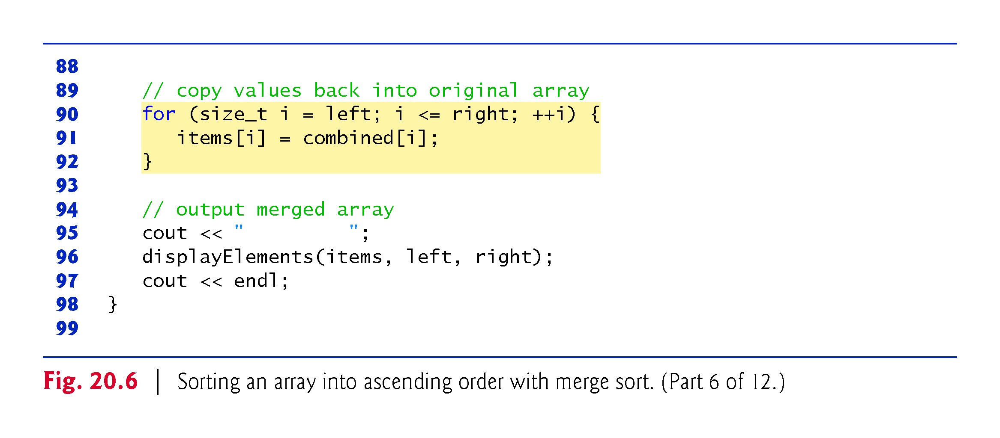 88
89 // copy values back into original array
90 for (size_t i = left; i <= right; ++i) {
91 items[i] = combined[i];
92 }
93
94 // output merged array
95 cout << "         ";
96 displayElements(items, left, right);
97 cout << endl;
98 }
99
Fig. 20.6 | Sorting an array into ascending order with merge sort. (Part 6 of 12.)